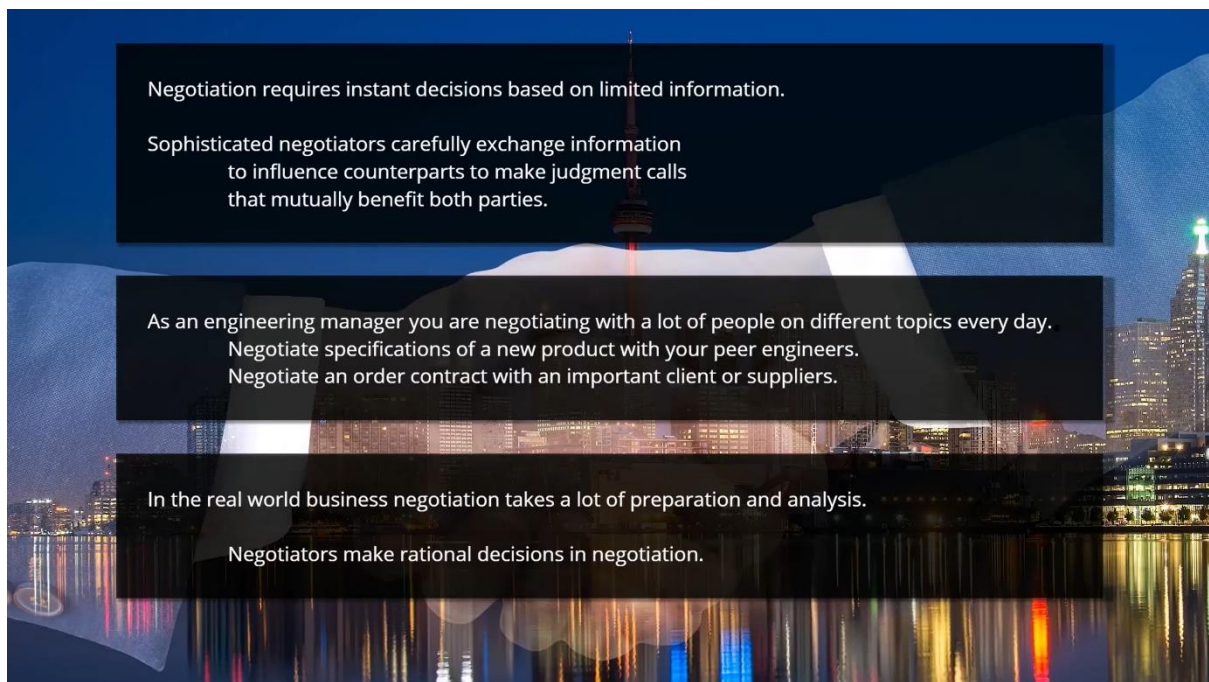 Negotiation requires instant decisions based on limited information.
Sophisticated negotiators carefully exchange information
to influence counterparts to make judgment calls
that mutually benefit both parties.
As an engineering manager you are negotiating with a lot of people on different topics every day.
Negotiate specifications of a new product with your peer engineers.
Negotiate an order contract with an important client or suppliers.
In the real world business negotiation takes a lot of preparation and analysis.
Negotiators make rational decisions in negotiation.